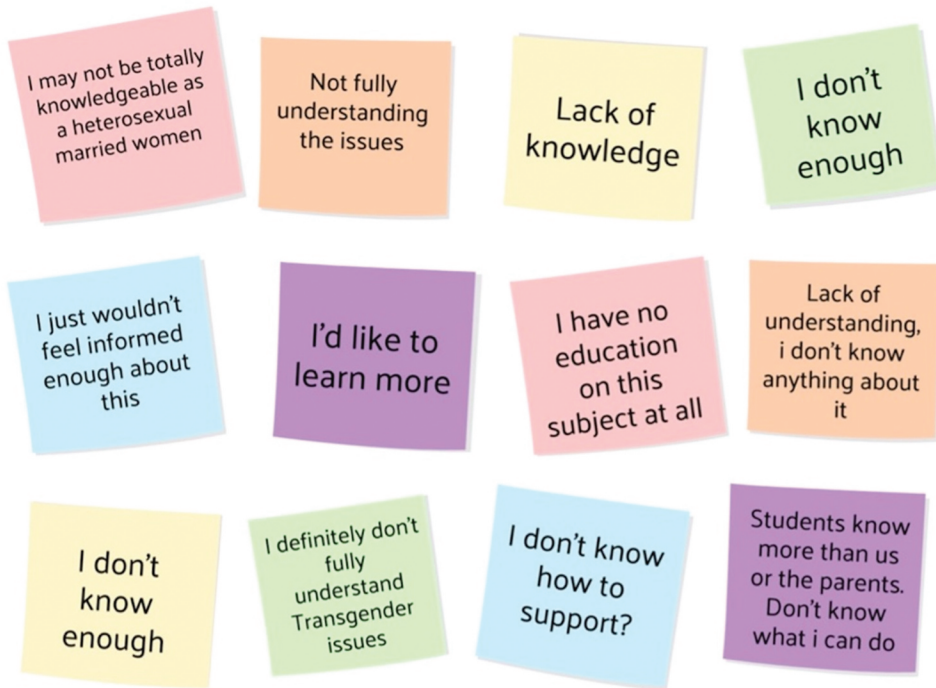 I may not be totally
knowledgeable as
a heterosexual
married women
Not fully
understanding
the issues
Lack of
knowledge
I don't
know
enough
I just wouldn't
feel informed
enough about
this
I'd like to
learn more
I have no
education
on this
subject at all
Lack of
understanding,
i don't know
anything about
it
I don't
know
enough
I definitely don't
fully
understand
Transgender
issues
I don't know
how to
support?
Students know
more than us
or the parents.
Don't know
what i can do